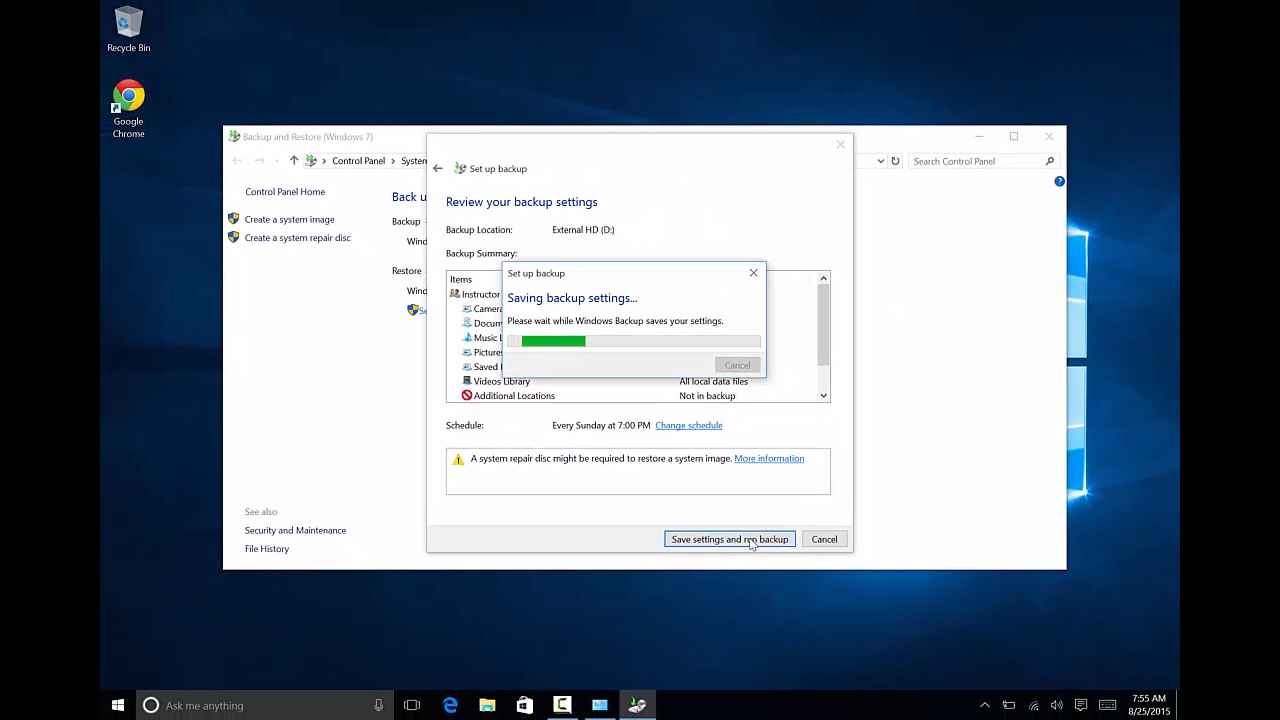 Recycle Bin
Google
Chrome
Backup and Restore (Windows 7)
Control Panel
Search Control Panel
Control Panel Home
Create a system image
Create a system repair disc
Backup
Restore
See also
Security and Maintenance
File History
Set up backup
Review your backup settings
Backup Location: External HD (D:)
Backup Summary:
Items
Instructor
Music L
Videos Library All local data files
Additional Locations Not in backup
Schedule: Every Sunday at 7:00 PM Change schedule
A system repair disc might be required to restore a system image. More information
Save settings and run backup Cancel
Set up backup
Saving backup settings...
Please wait while Windows Backup saves your settings.
Cancel
Ask me anything
7:55 AM
8/25/2015